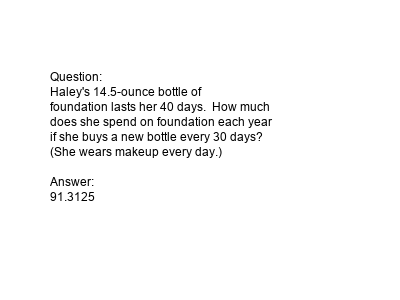 Question:
Haley's 14.5-ounce bottle of
foundation lasts her 40 days.  How much
does she spend on foundation each year
if she buys a new bottle every 30 days?
(She wears makeup every day.)

Answer:
91.3125